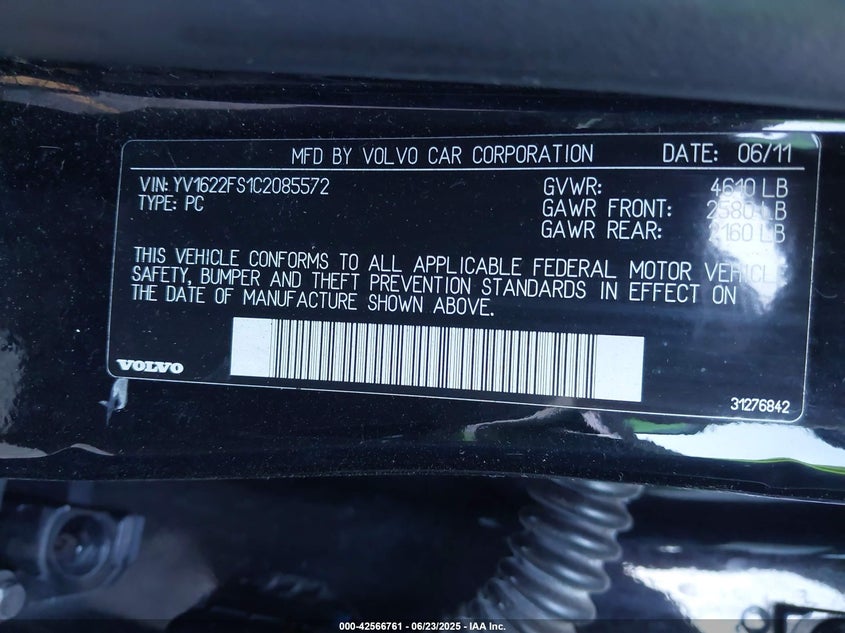 MFD BY VOLVO CAR CORPORATION DATE: 06/11
VIN: YV1622FS1C2085572 GVWR: 4610 LB
TYPE: PC GAWR FRONT: 2580 LB
GAWR REAR: 2160 LB
THIS VEHICLE CONFORMS TO ALL APPLICABLE FEDERAL MOTOR VEHICLE
SAFETY, BUMPER AND THEFT PREVENTION STANDARDS IN EFFECT ON
THE DATE OF MANUFACTURE SHOWN ABOVE.
VOLVO
31276842
000-42566761 - 06/23/2025 - IAA Inc.